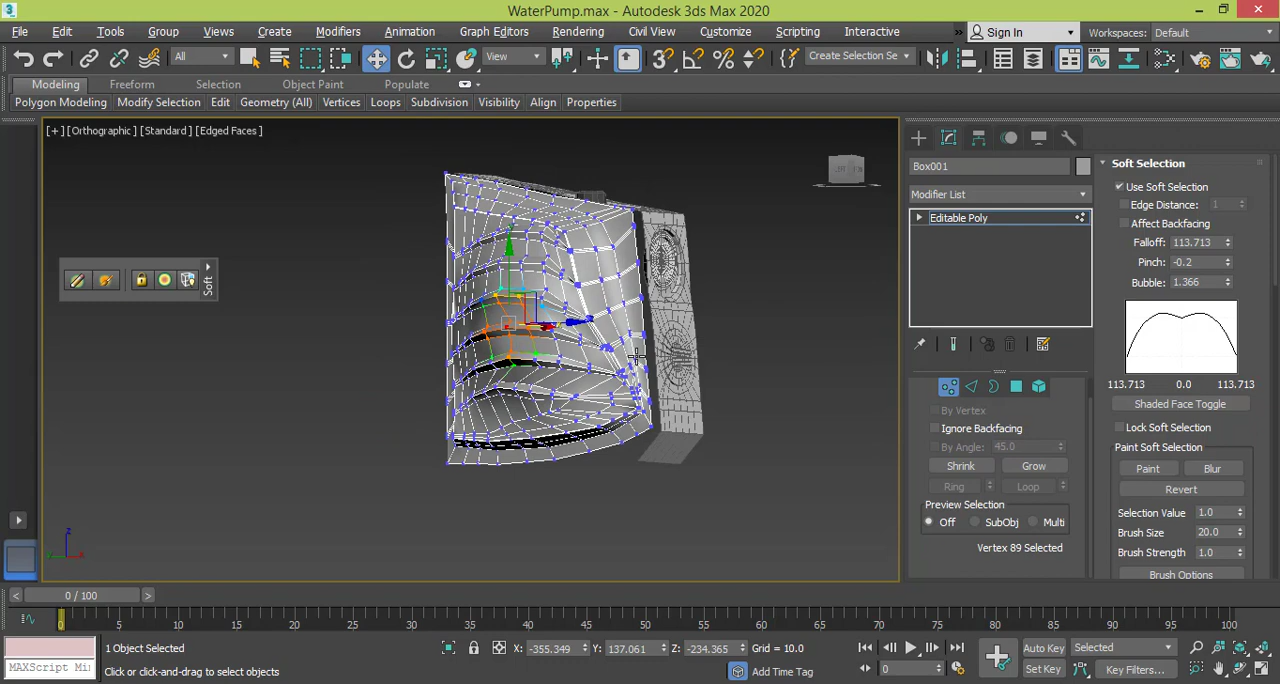 WaterPump.max - Autodesk 3ds Max 2020
File Edit Tools Group Views Create Modifiers Animation Graph Editors Rendering Civil View Customize Scripting Interactive » Sign In Workspaces: Default
All View Create Selection Se
Modeling Freeform Selection Object Paint Populate
Polygon Modeling Modify Selection Edit Geometry (All) Vertices Loops Subdivision Visibility Align Properties
[+] [Orthographic] [Standard] [Edged Faces]
Soft
Box001
Modifier List
Editable Poly
By Vertex
Ignore Backfacing
By Angle: 45.0
Shrink Grow
Ring Loop
Preview Selection
Off SubObj Multi
Vertex 89 Selected
Soft Selection
Use Soft Selection
Edge Distance: 1
Affect Backfacing
Falloff: 113.713
Pinch: -0.2
Bubble: 1.366
113.713 0.0 113.713
Shaded Face Toggle
Lock Soft Selection
Paint Soft Selection
Paint Blur
Revert
Selection Value 1.0
Brush Size 20.0
Brush Strength 1.0
Brush Options
< 0 / 100 >
0 5 10 15 20 25 30 35 40 45 50 55 60 65 70 75 80 85 90 95 100
1 Object Selected X: -355.349 Y: 137.061 Z: -234.365 Grid = 10.0 Auto Key Selected
MAXScript Mi Click or click-and-drag to select objects Add Time Tag 0 Set Key Key Filters...